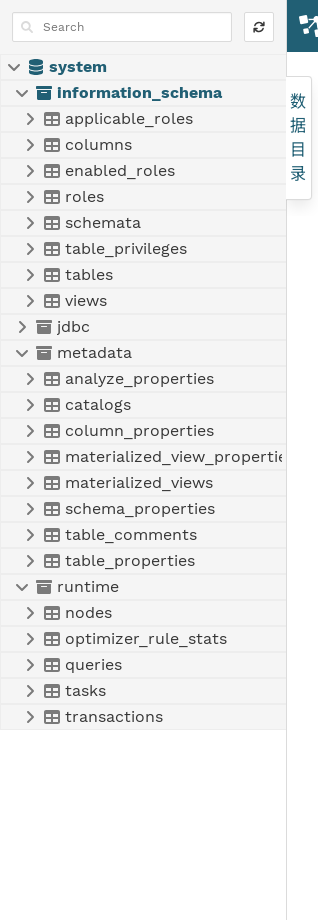 Search
system
information_schema
applicable_roles
columns
enabled_roles
roles
schemata
table_privileges
tables
views
jdbc
metadata
analyze_properties
catalogs
column_properties
materialized_view_propertie
materialized_views
schema_properties
table_comments
table_properties
runtime
nodes
optimizer_rule_stats
queries
tasks
transactions
数据目录